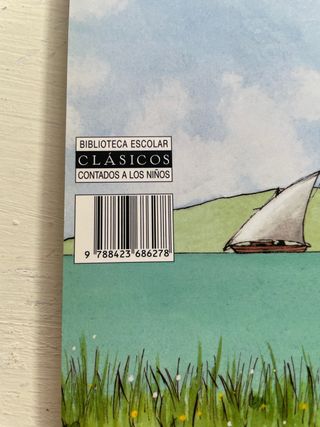 BIBLIOTECA ESCOLAR
CLÁSICOS
CONTADOS A LOS NIÑOS
9 788423 686278